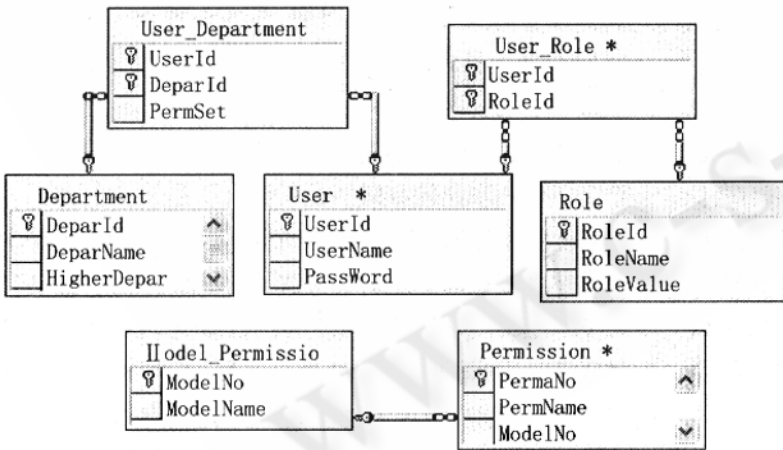 User_Department
UserId
DeparId
PermSet
User_Role *
UserId
RoleId
Department
DeparId
DeparName
HigherDepar
User *
UserId
UserName
PassWord
Role
RoleId
RoleName
RoleValue
Model_Permissio
ModelNo
ModelName
Permission *
PermaNo
PermName
ModelNo